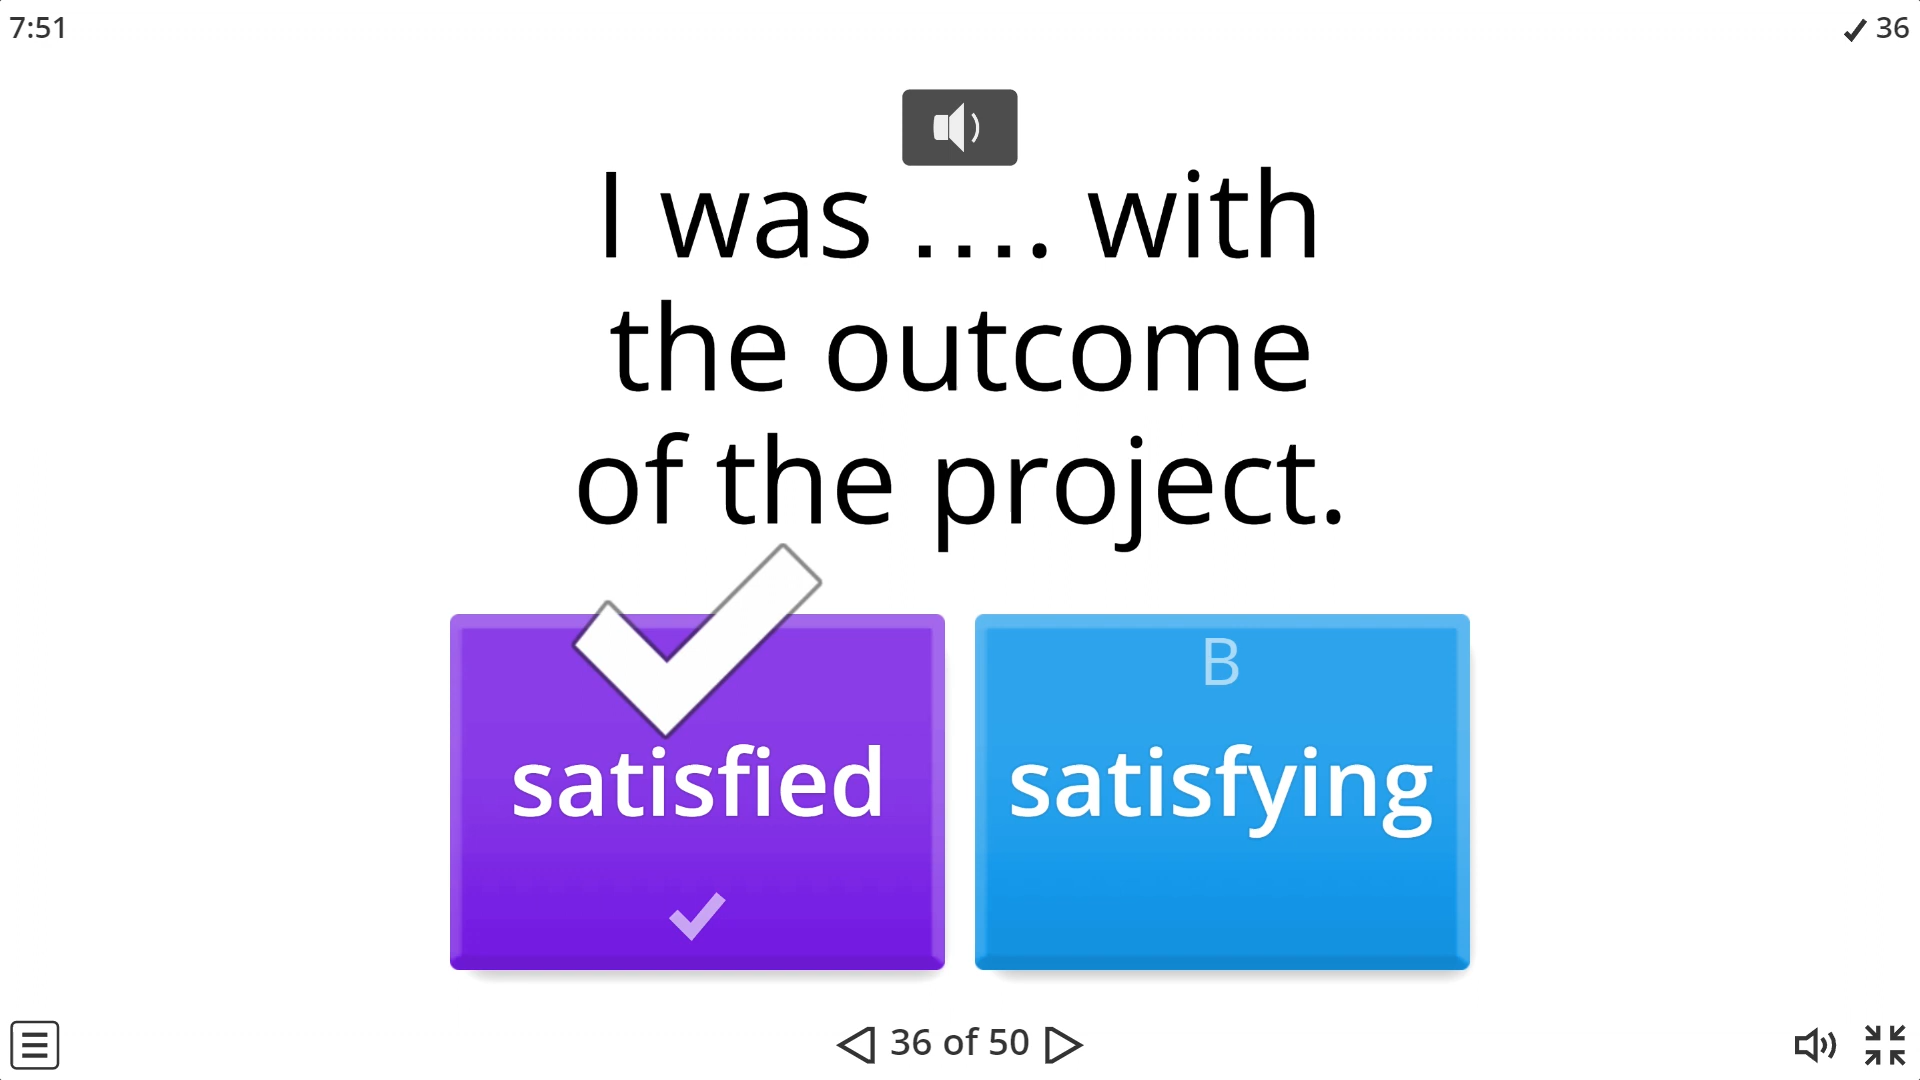 7:51
36
I was .... with
the outcome
of the project.
satisfied
B
satisfying
36 of 50